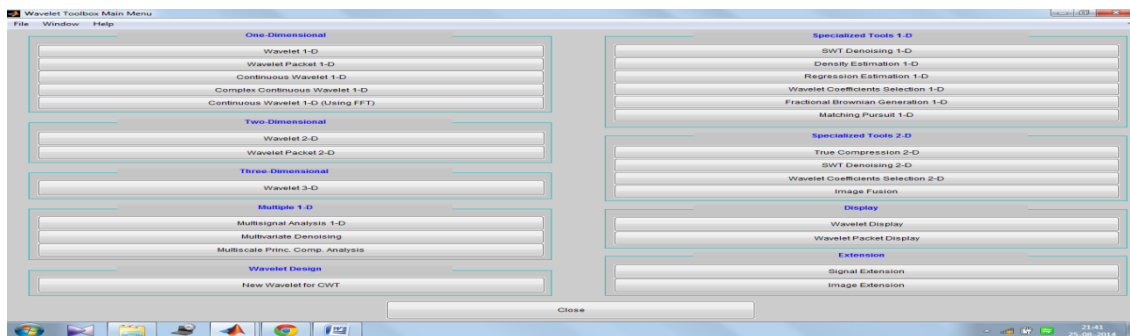 Wavelet Toolbox Main Menu
File Window Help
One-Dimensional
Wavelet 1-D
Wavelet Packet 1-D
Continuous Wavelet 1-D
Complex Continuous Wavelet 1-D
Continuous Wavelet 1-D (Using FFT)
Two-Dimensional
Wavelet 2-D
Wavelet Packet 2-D
Three-Dimensional
Wavelet 3-D
Multiple 1-D
Multisignal Analysis 1-D
Multivariate Denoising
Multiscale Princ. Comp. Analysis
Wavelet Design
New Wavelet for CWT
Specialized Tools 1-D
SWT Denoising 1-D
Density Estimation 1-D
Regression Estimation 1-D
Wavelet Coefficients Selection 1-D
Fractional Brownian Generation 1-D
Matching Pursuit 1-D
Specialized Tools 2-D
True Compression 2-D
SWT Denoising 2-D
Wavelet Coefficients Selection 2-D
Image Fusion
Display
Wavelet Display
Wavelet Packet Display
Extension
Signal Extension
Image Extension
Close
21:41
25-08-2014